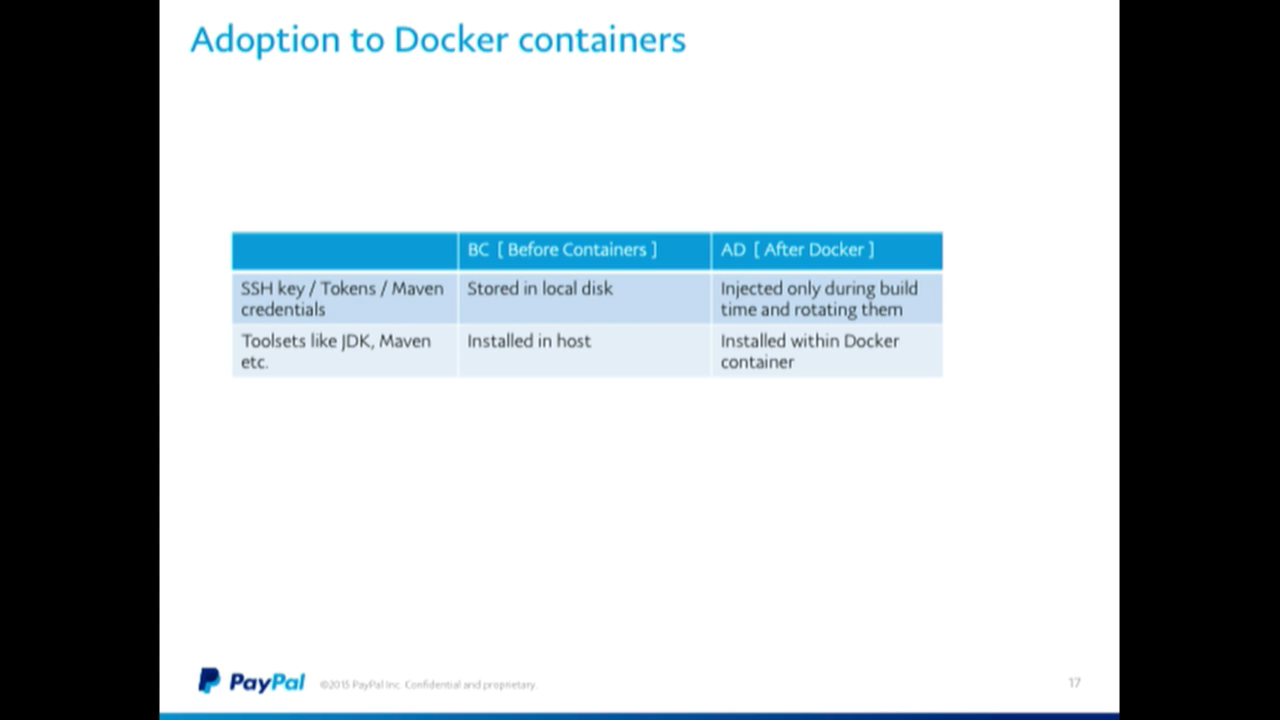 Adoption to Docker containers
BC [ Before Containers ]
AD [ After Docker ]
SSH key / Tokens / Maven
credentials
Stored in local disk
Injected only during build
time and rotating them
Toolsets like JDK, Maven
etc.
Installed in host
Installed within Docker
container
PayPal
©2015 PayPal Inc. Confidential and proprietary.
17